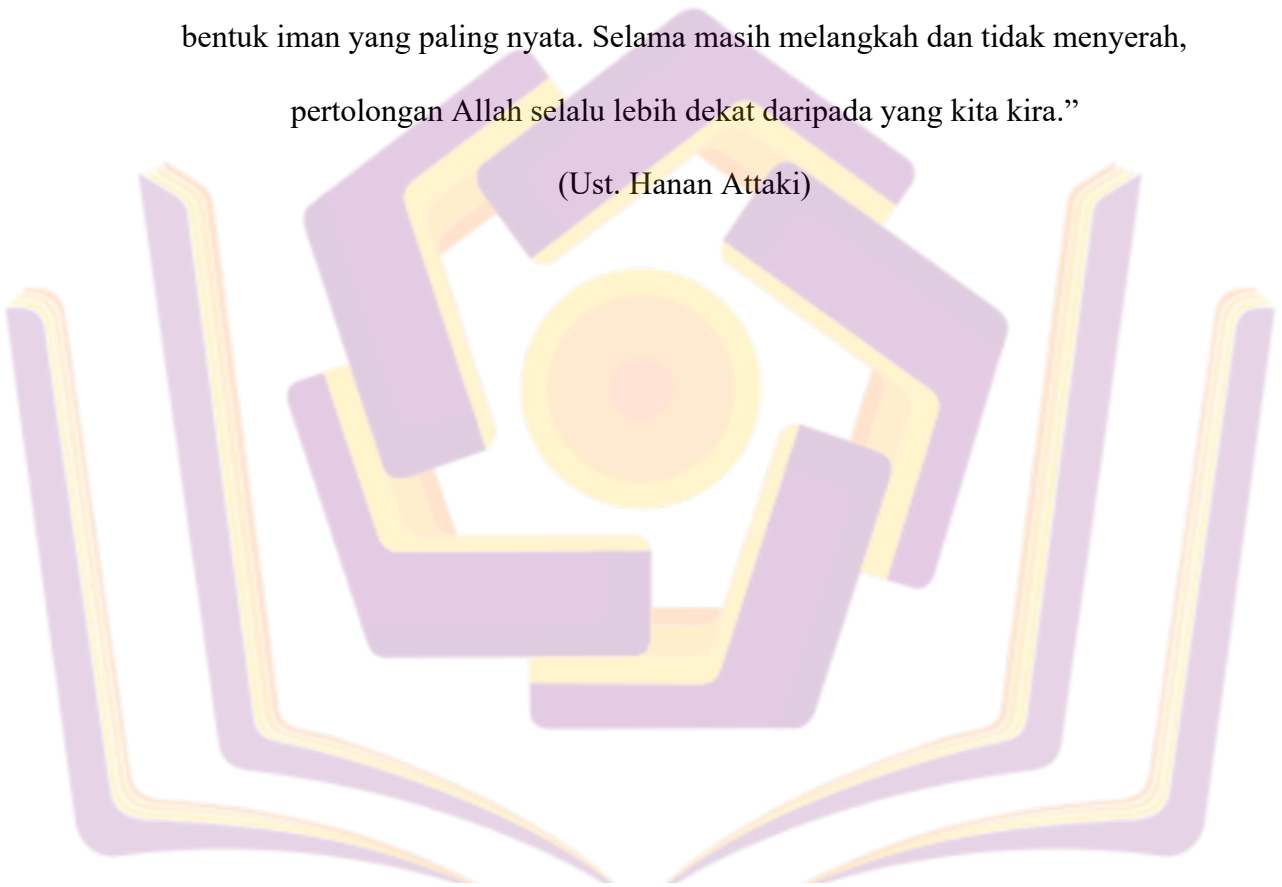 bentuk iman yang paling nyata. Selama masih melangkah dan tidak menyerah,
pertolongan Allah selalu lebih dekat daripada yang kita kira.”
(Ust. Hanan Attaki)